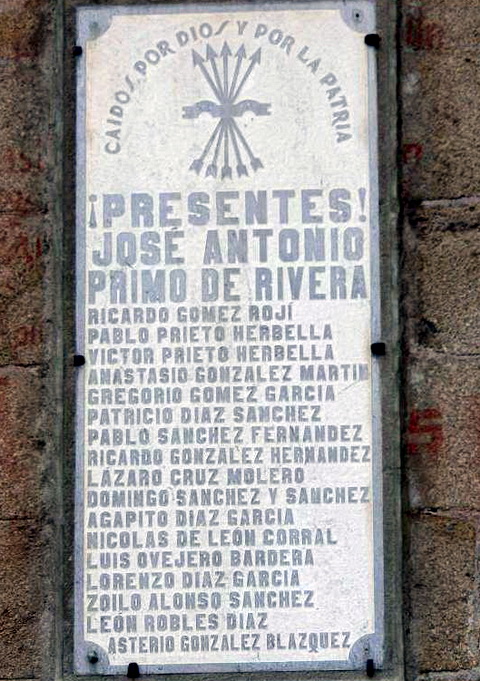 CAIDOS POR DIOS Y POR LA PATRIA
¡PRESENTES!
JOSÉ ANTONIO
PRIMO DE RIVERA
RICARDO GOMEZ ROJÍ
PABLO PRIETO HERBELLA
VICTOR PRIETO HERBELLA
ANASTASIO GONZALEZ MARTIN
GREGORIO GOMEZ GARCIA
PATRICIO DIAZ SANCHEZ
PABLO SANCHEZ FERNANDEZ
RICARDO GONZALEZ HERNANDEZ
LÁZARO CRUZ MOLERO
DOMINGO SANCHEZ Y SANCHEZ
AGAPITO DIAZ GARCIA
NICOLAS DE LEÓN CORRAL
LUIS OVEJERO BARDERA
LORENZO DIAZ GARCIA
ZOILO ALONSO SANCHEZ
LEÓN ROBLES DIAZ
ASTERIO GONZALEZ BLAZQUEZ